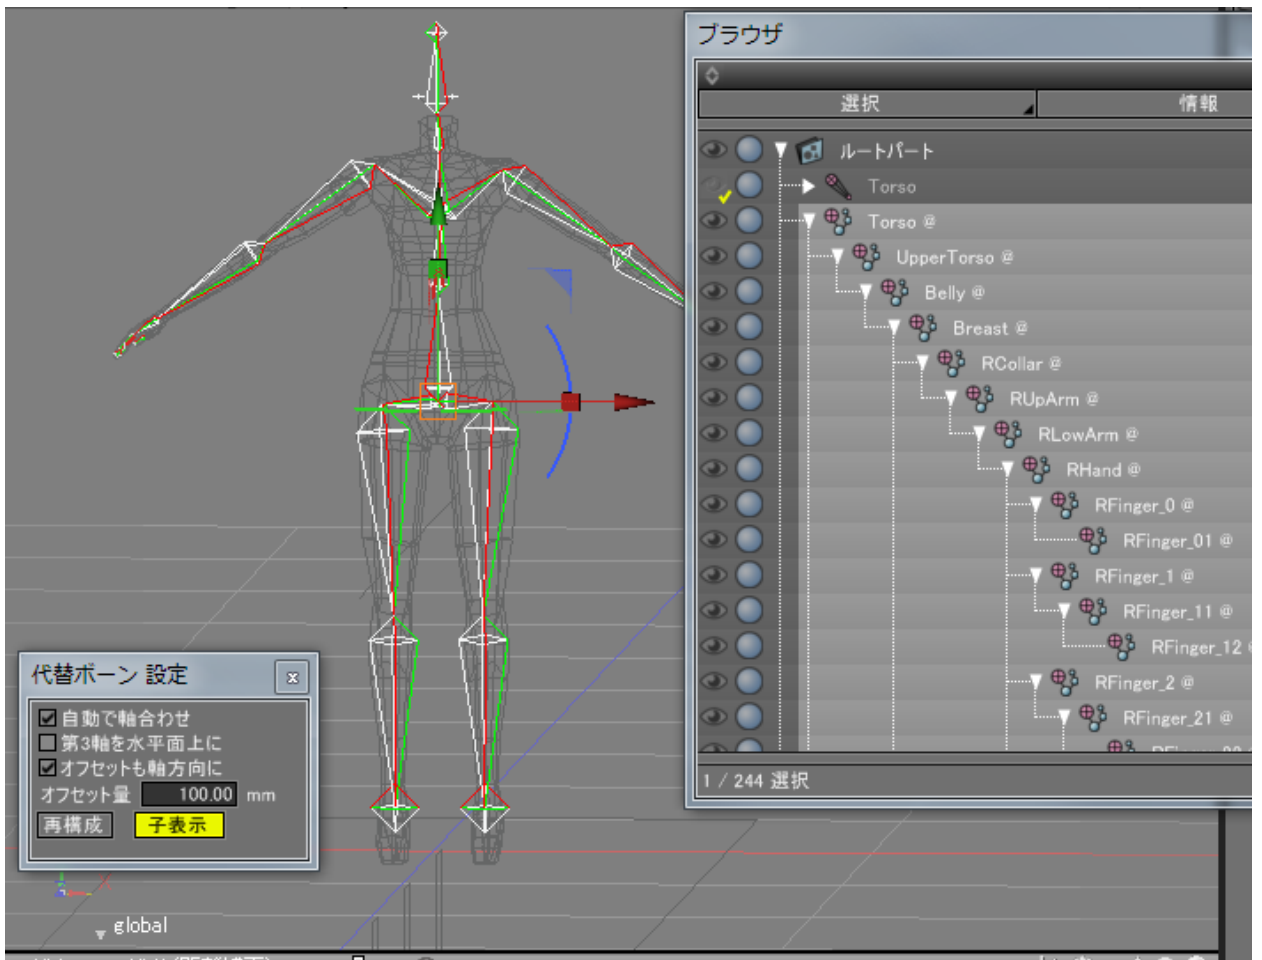 ブラウザ
選択 情報
ルートパート
Torso
Torso @
UpperTorso @
Belly @
Breast @
RCollar @
RUpArm @
RLowArm @
RHand @
RFinger_0 @
RFinger_01 @
RFinger_1 @
RFinger_11 @
RFinger_12
RFinger_2 @
RFinger_21 @
1 / 244 選択
代替ボーン 設定
自動で軸合わせ
第3軸を水平面上に
オフセットも軸方向に
オフセット量 100.00 mm
再構成 子表示
global